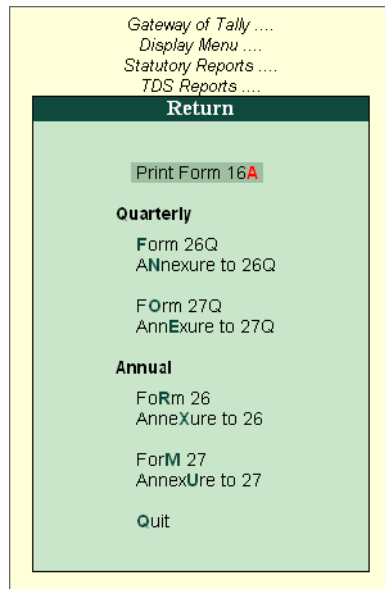 Gateway of Tally ....
Display Menu ....
Statutory Reports ....
TDS Reports ....
Return
Print Form 16A
Quarterly
Form 26Q
ANnexure to 26Q
FOrm 27Q
AnnExure to 27Q
Annual
FoRm 26
AnneXure to 26
ForM 27
AnnexUre to 27
Quit